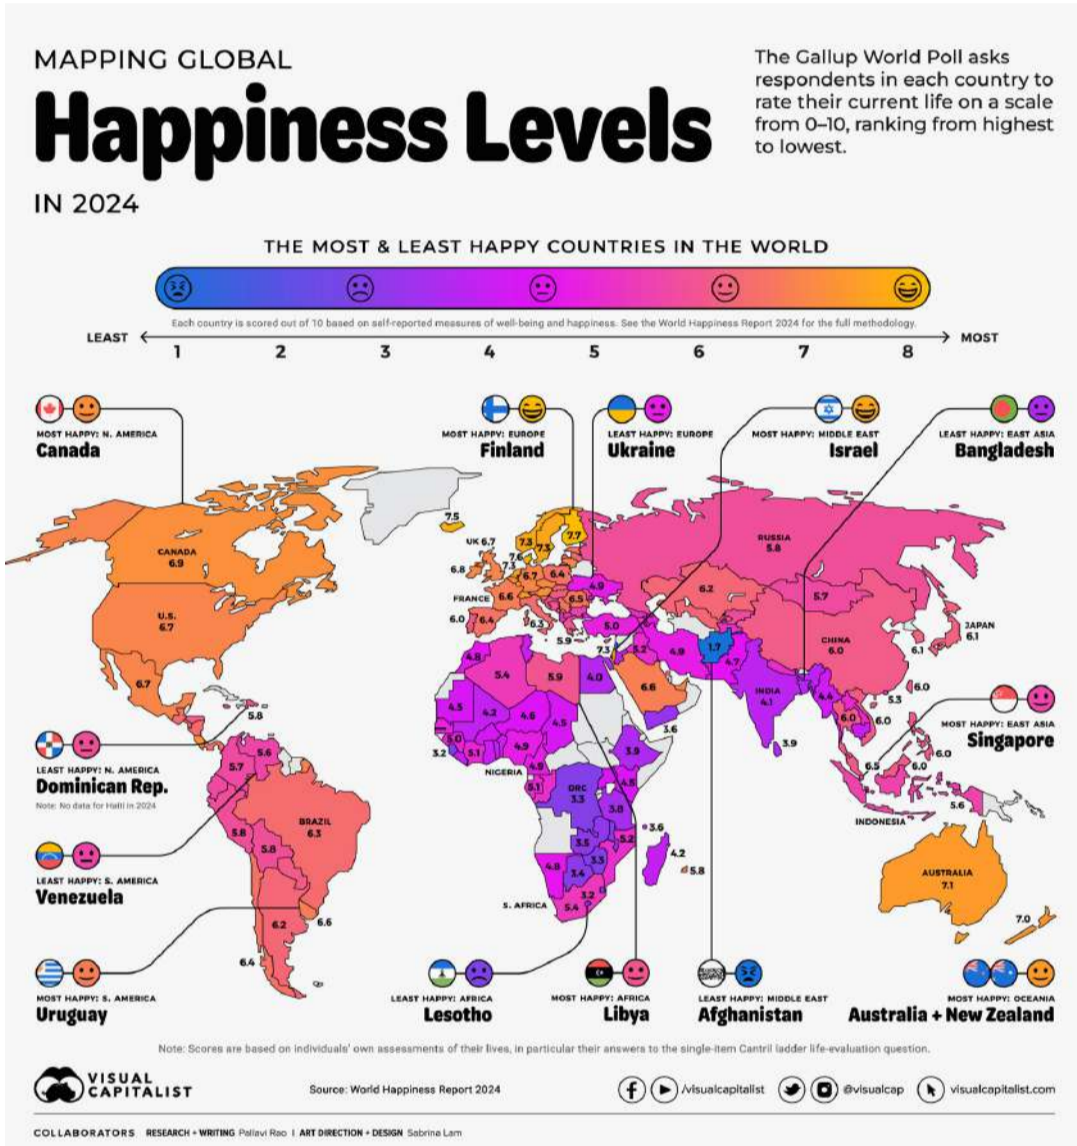 MAPPING GLOBAL
Happiness Levels
IN 2024
The Gallup World Poll asks
respondents in each country to
rate their current life on a scale
from 0–10, ranking from highest
to lowest.
THE MOST & LEAST HAPPY COUNTRIES IN THE WORLD
Each country is scored out of 10 based on self-reported measures of well-being and happiness. See the World Happiness Report 2024 for the full methodology.
LEAST
MOST
1 2 3 4 5 6 7 8
MOST HAPPY: N. AMERICA
Canada
MOST HAPPY: EUROPE
Finland
LEAST HAPPY: EUROPE
Ukraine
MOST HAPPY: MIDDLE EAST
Israel
LEAST HAPPY: EAST ASIA
Bangladesh
CANADA
6.9
U.S.
6.7
6.7
5.8
7.5
UK 6.7
6.8
7.3
7.3
7.7
7.6
7.3
6.7
6.4
FRANCE
6.6
6.5
4.9
6.0
6.4
6.3
5.9
5.0
7.3
RUSSIA
5.8
6.2
5.7
CHINA
6.0
JAPAN
6.1
6.1
5.2
4.9
1.7
4.7
INDIA
4.1
4.4
3.9
6.0
5.3
6.0
6.0
6.0
6.0
6.5
5.6
INDONESIA
6.6
3.6
4.8
5.4
5.9
4.0
4.5
4.2
4.6
4.5
5.0
3.2
5.1
4.9
NIGERIA
4.9
5.1
3.9
4.5
DRC
3.3
3.8
3.5
5.2
3.6
4.2
5.8
4.9
3.4
3.3
3.2
5.4
S. AFRICA
5.6
5.7
BRAZIL
6.3
5.8
5.8
6.2
6.6
6.4
AUSTRALIA
7.1
7.0
LEAST HAPPY: N. AMERICA
Dominican Rep.
Note: No data for Haiti in 2024
LEAST HAPPY: S. AMERICA
Venezuela
MOST HAPPY: S. AMERICA
Uruguay
MOST HAPPY: EAST ASIA
Singapore
LEAST HAPPY: AFRICA
Lesotho
MOST HAPPY: AFRICA
Libya
LEAST HAPPY: MIDDLE EAST
Afghanistan
MOST HAPPY: OCEANIA
Australia + New Zealand
Note: Scores are based on individuals' own assessments of their lives, in particular their answers to the single-item Cantril ladder life-evaluation question.
VISUAL
CAPITALIST
Source: World Happiness Report 2024
/visualcapitalist
@visualcap
visualcapitalist.com
COLLABORATORS RESEARCH + WRITING Pallavi Rao | ART DIRECTION + DESIGN Sabrina Lam